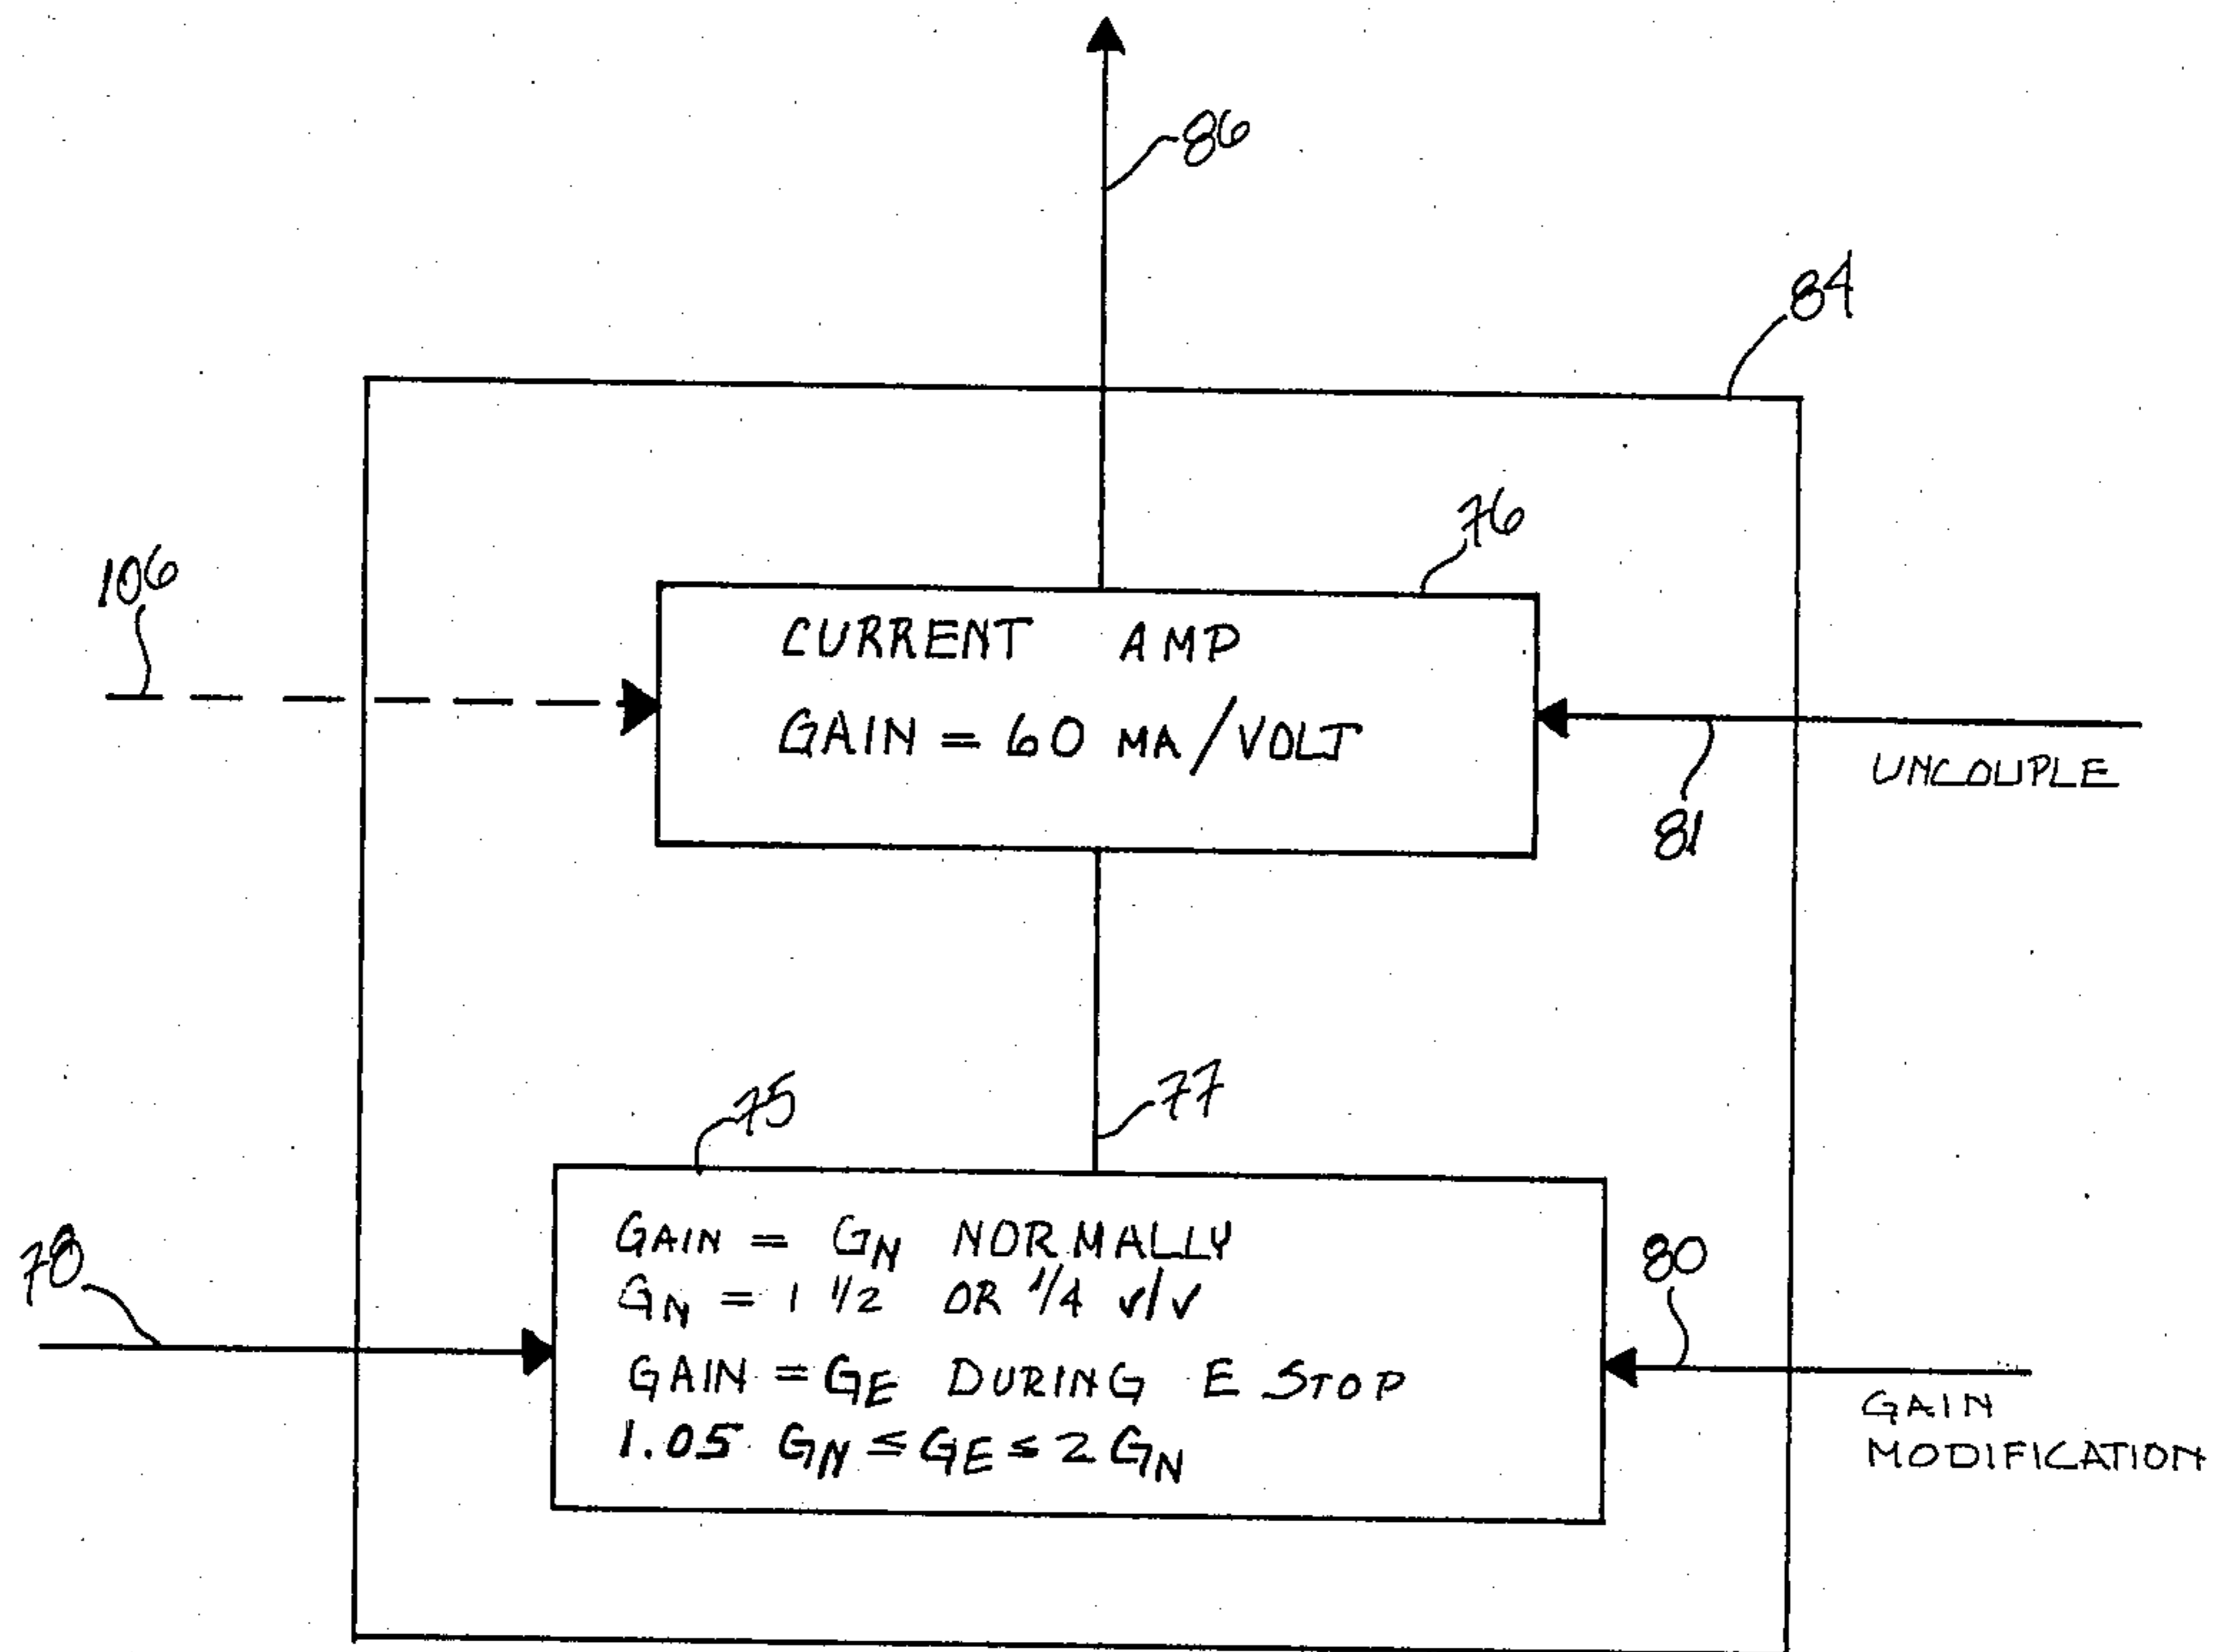 86
84
76
106
CURRENT AMP
GAIN = 60 MA/VOLT
UNCOUPLE
81
77
75
GAIN = GN NORMALLY
GN = 1 1/2 OR 1/4 V/V
GAIN = GE DURING E STOP
1.05 GN ≤ GE ≤ 2 GN
78
80
GAIN
MODIFICATION